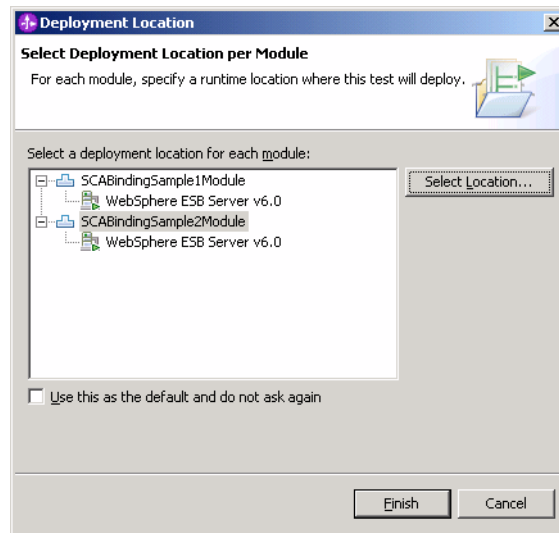 Deployment Location
Select Deployment Location per Module
For each module, specify a runtime location where this test will deploy.
Select a deployment location for each module:
SCABindingSample1Module
Select Location...
WebSphere ESB Server v6.0
SCABindingSample2Module
WebSphere ESB Server v6.0
Use this as the default and do not ask again
Finish
Cancel